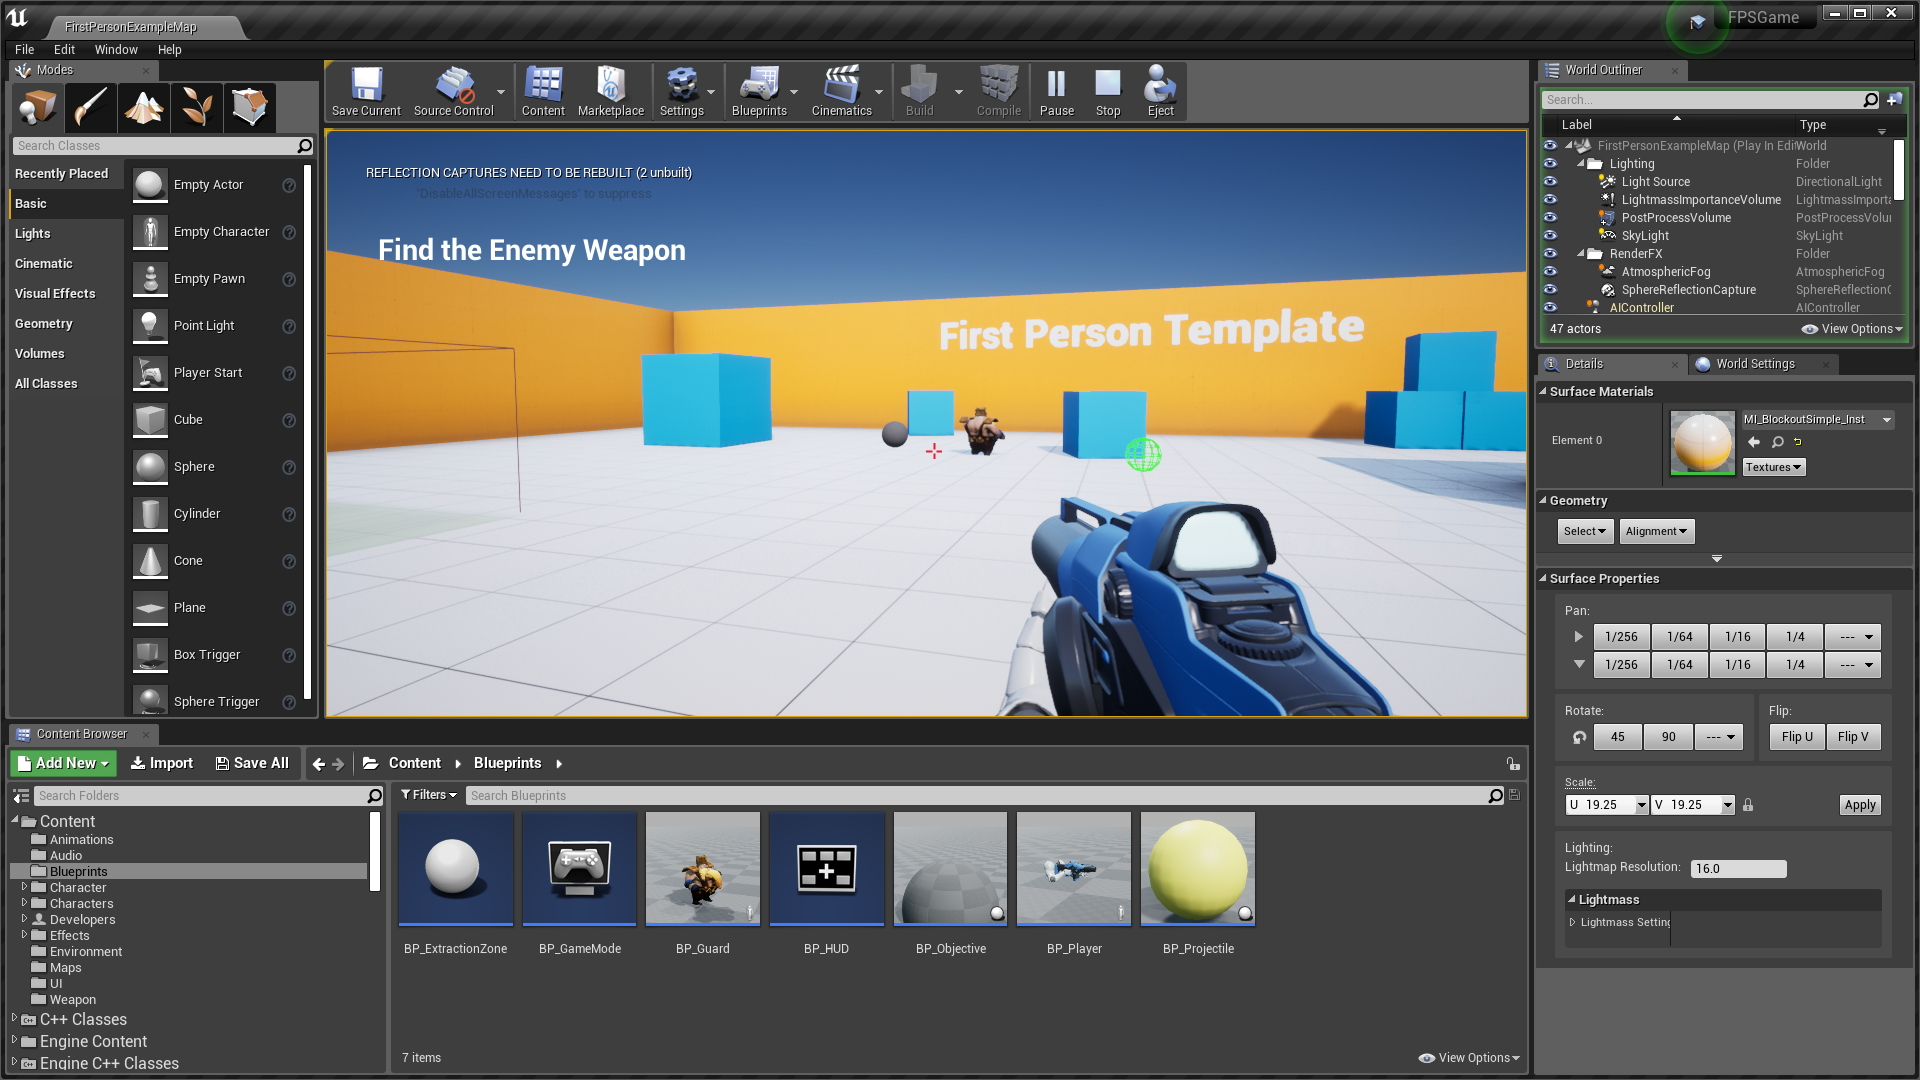 FirstPersonExampleMap
FPSGame
File Edit Window Help
Modes
Search Classes
Recently Placed
Basic
Lights
Cinematic
Visual Effects
Geometry
Volumes
All Classes
Empty Actor
Empty Character
Empty Pawn
Point Light
Player Start
Cube
Sphere
Cylinder
Cone
Plane
Box Trigger
Sphere Trigger
Save Current Source Control Content Marketplace Settings Blueprints Cinematics Build Compile Pause Stop Eject
REFLECTION CAPTURES NEED TO BE REBUILT (2 unbuilt)
'DisableAllScreenMessages' to suppress
Find the Enemy Weapon
First Person Template
World Outliner
Search...
Label Type
FirstPersonExampleMap (Play In Edi World
Lighting Folder
Light Source DirectionalLight
LightmassImportanceVolume LightmassImporta
PostProcessVolume PostProcessVolu
SkyLight SkyLight
RenderFX Folder
AtmosphericFog AtmosphericFog
SphereReflectionCapture SphereReflectionC
AIController AIController
47 actors View Options
Details World Settings
Surface Materials
Element 0
MI_BlockoutSimple_Inst
Textures
Geometry
Select Alignment
Surface Properties
Pan:
1/256 1/64 1/16 1/4 ---
1/256 1/64 1/16 1/4 ---
Rotate: Flip:
45 90 --- Flip U Flip V
Scale:
U 19.25 V 19.25 Apply
Lighting:
Lightmap Resolution: 16.0
Lightmass
Lightmass Setting
Content Browser
Add New Import Save All Content Blueprints
Search Folders
Content
Animations
Audio
Blueprints
Character
Characters
Developers
Effects
Environment
Maps
UI
Weapon
C++ Classes
Engine Content
Engine C++ Classes
Filters Search Blueprints
BP_ExtractionZone BP_GameMode BP_Guard BP_HUD BP_Objective BP_Player BP_Projectile
7 items View Options